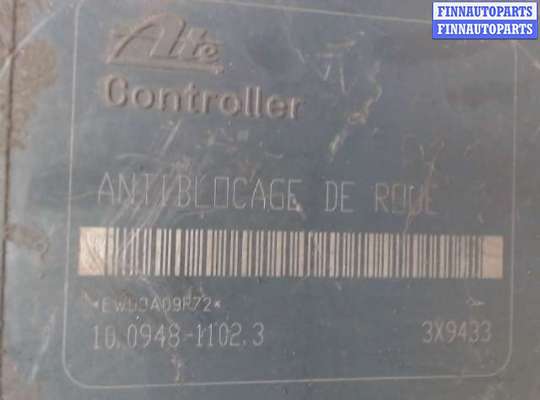 FINNAUTOPARTS
FINNAUTOPARTS
Ate
Controller
ANTIBLOCAGE DE ROUE
10.0948-1102.3
3X9433